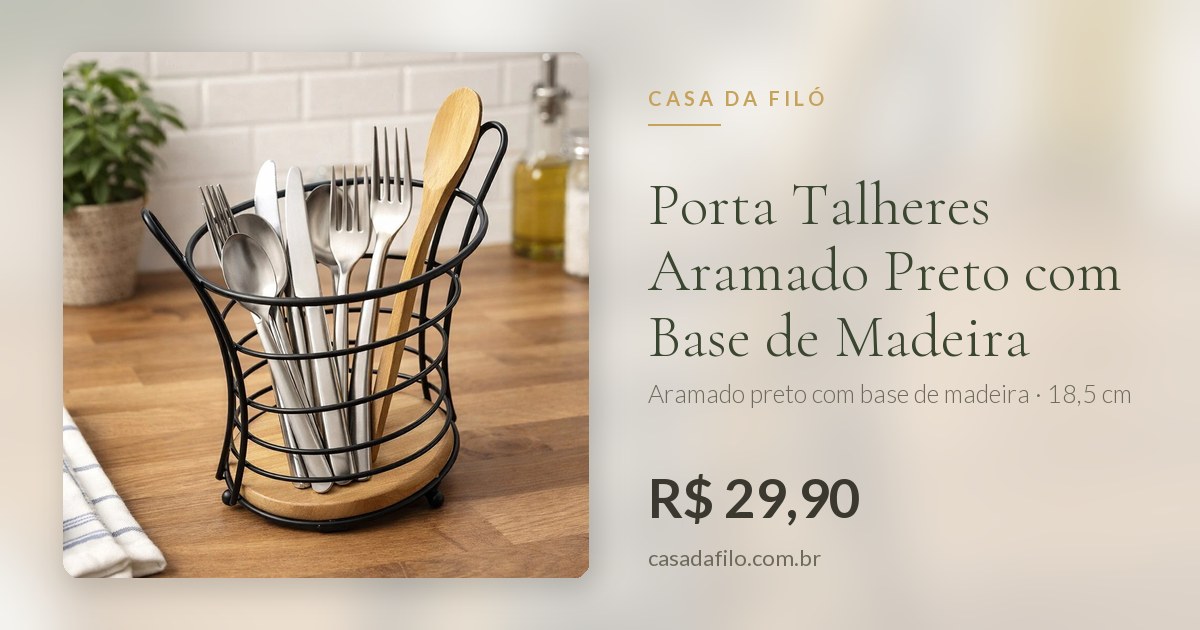 CASA DA FILÓ
Porta Talheres
Aramado Preto com
Base de Madeira
Aramado preto com base de madeira · 18,5 cm
R$ 29,90
casadafilo.com.br